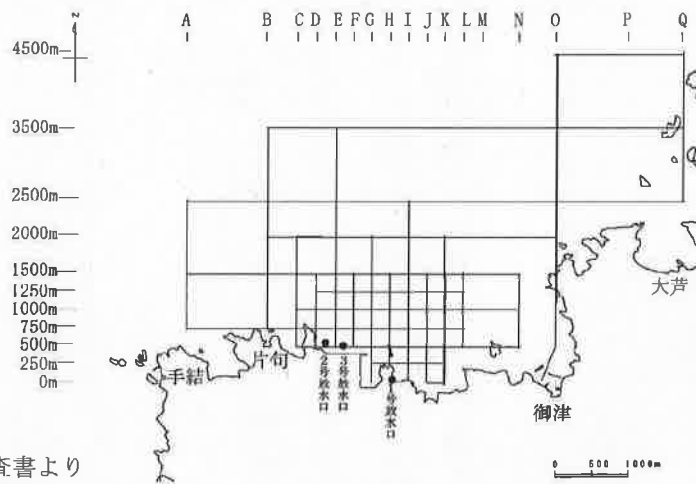 A B C D E F G H I J K L M N O P Q
N
4500m
3500m
2500m
2000m
1500m
1250m
1000m
750m
500m
250m
0m
大芦
片句
手結
2号放水口
3号放水口
1号放水口
御津
査書より
0 500 1000m